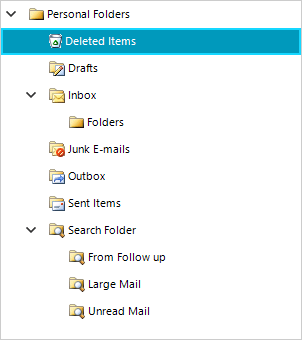 Personal Folders
Deleted Items
Drafts
Inbox
Folders
Junk E-mails
Outbox
Sent Items
Search Folder
From Follow up
Large Mail
Unread Mail